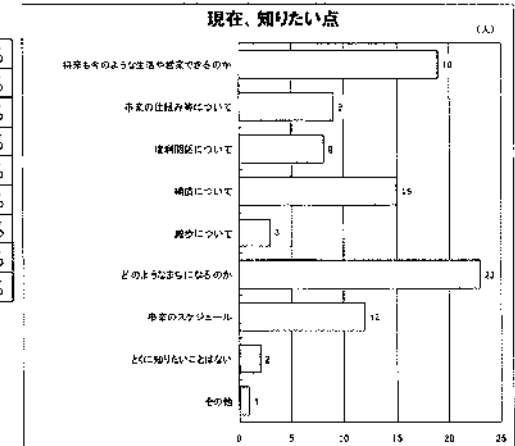 現在、知りたい点
（人）
将来も今のような生活や営業できるのか 19
事業の仕組み等について 9
権利関係について 8
補償について 15
減歩について 3
どのようなまちになるのか 23
事業のスケジュール 12
とくに知りたいことはない 2
その他 1
0 5 10 15 20 25